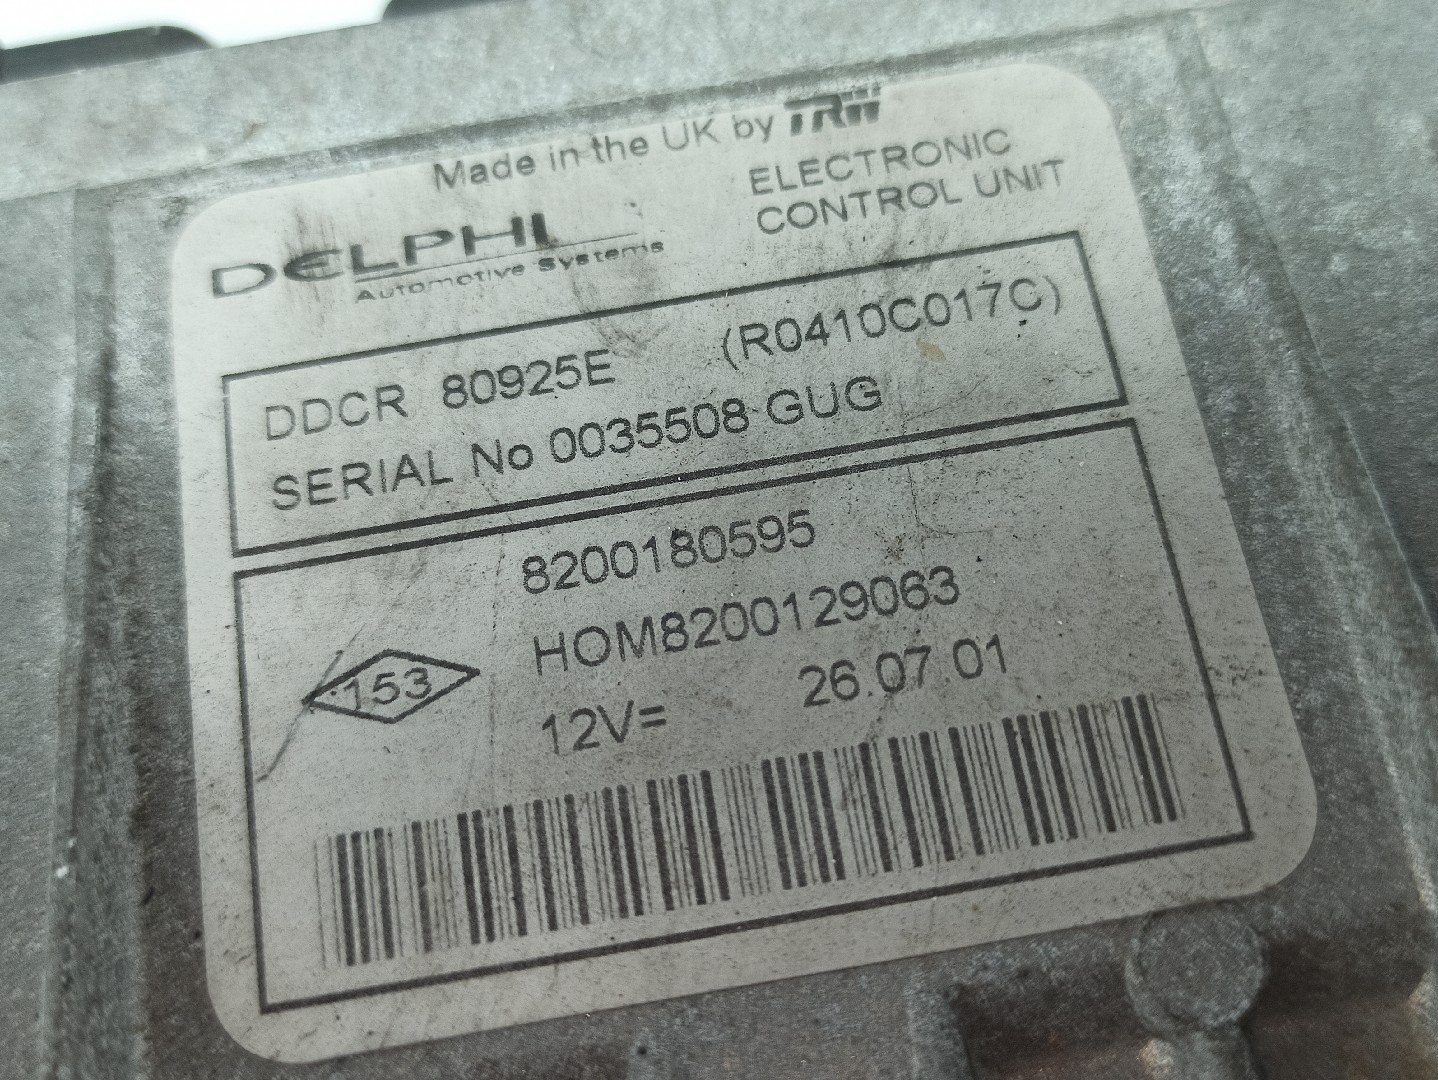 Made in the UK by TRW
DELPHI
Automotive Systems
ELECTRONIC
CONTROL UNIT
DDCR 80925E (R0410C017C)
SERIAL No 0035508 GUG
8200180595
HOM8200129063
153
12V= 26.07.01